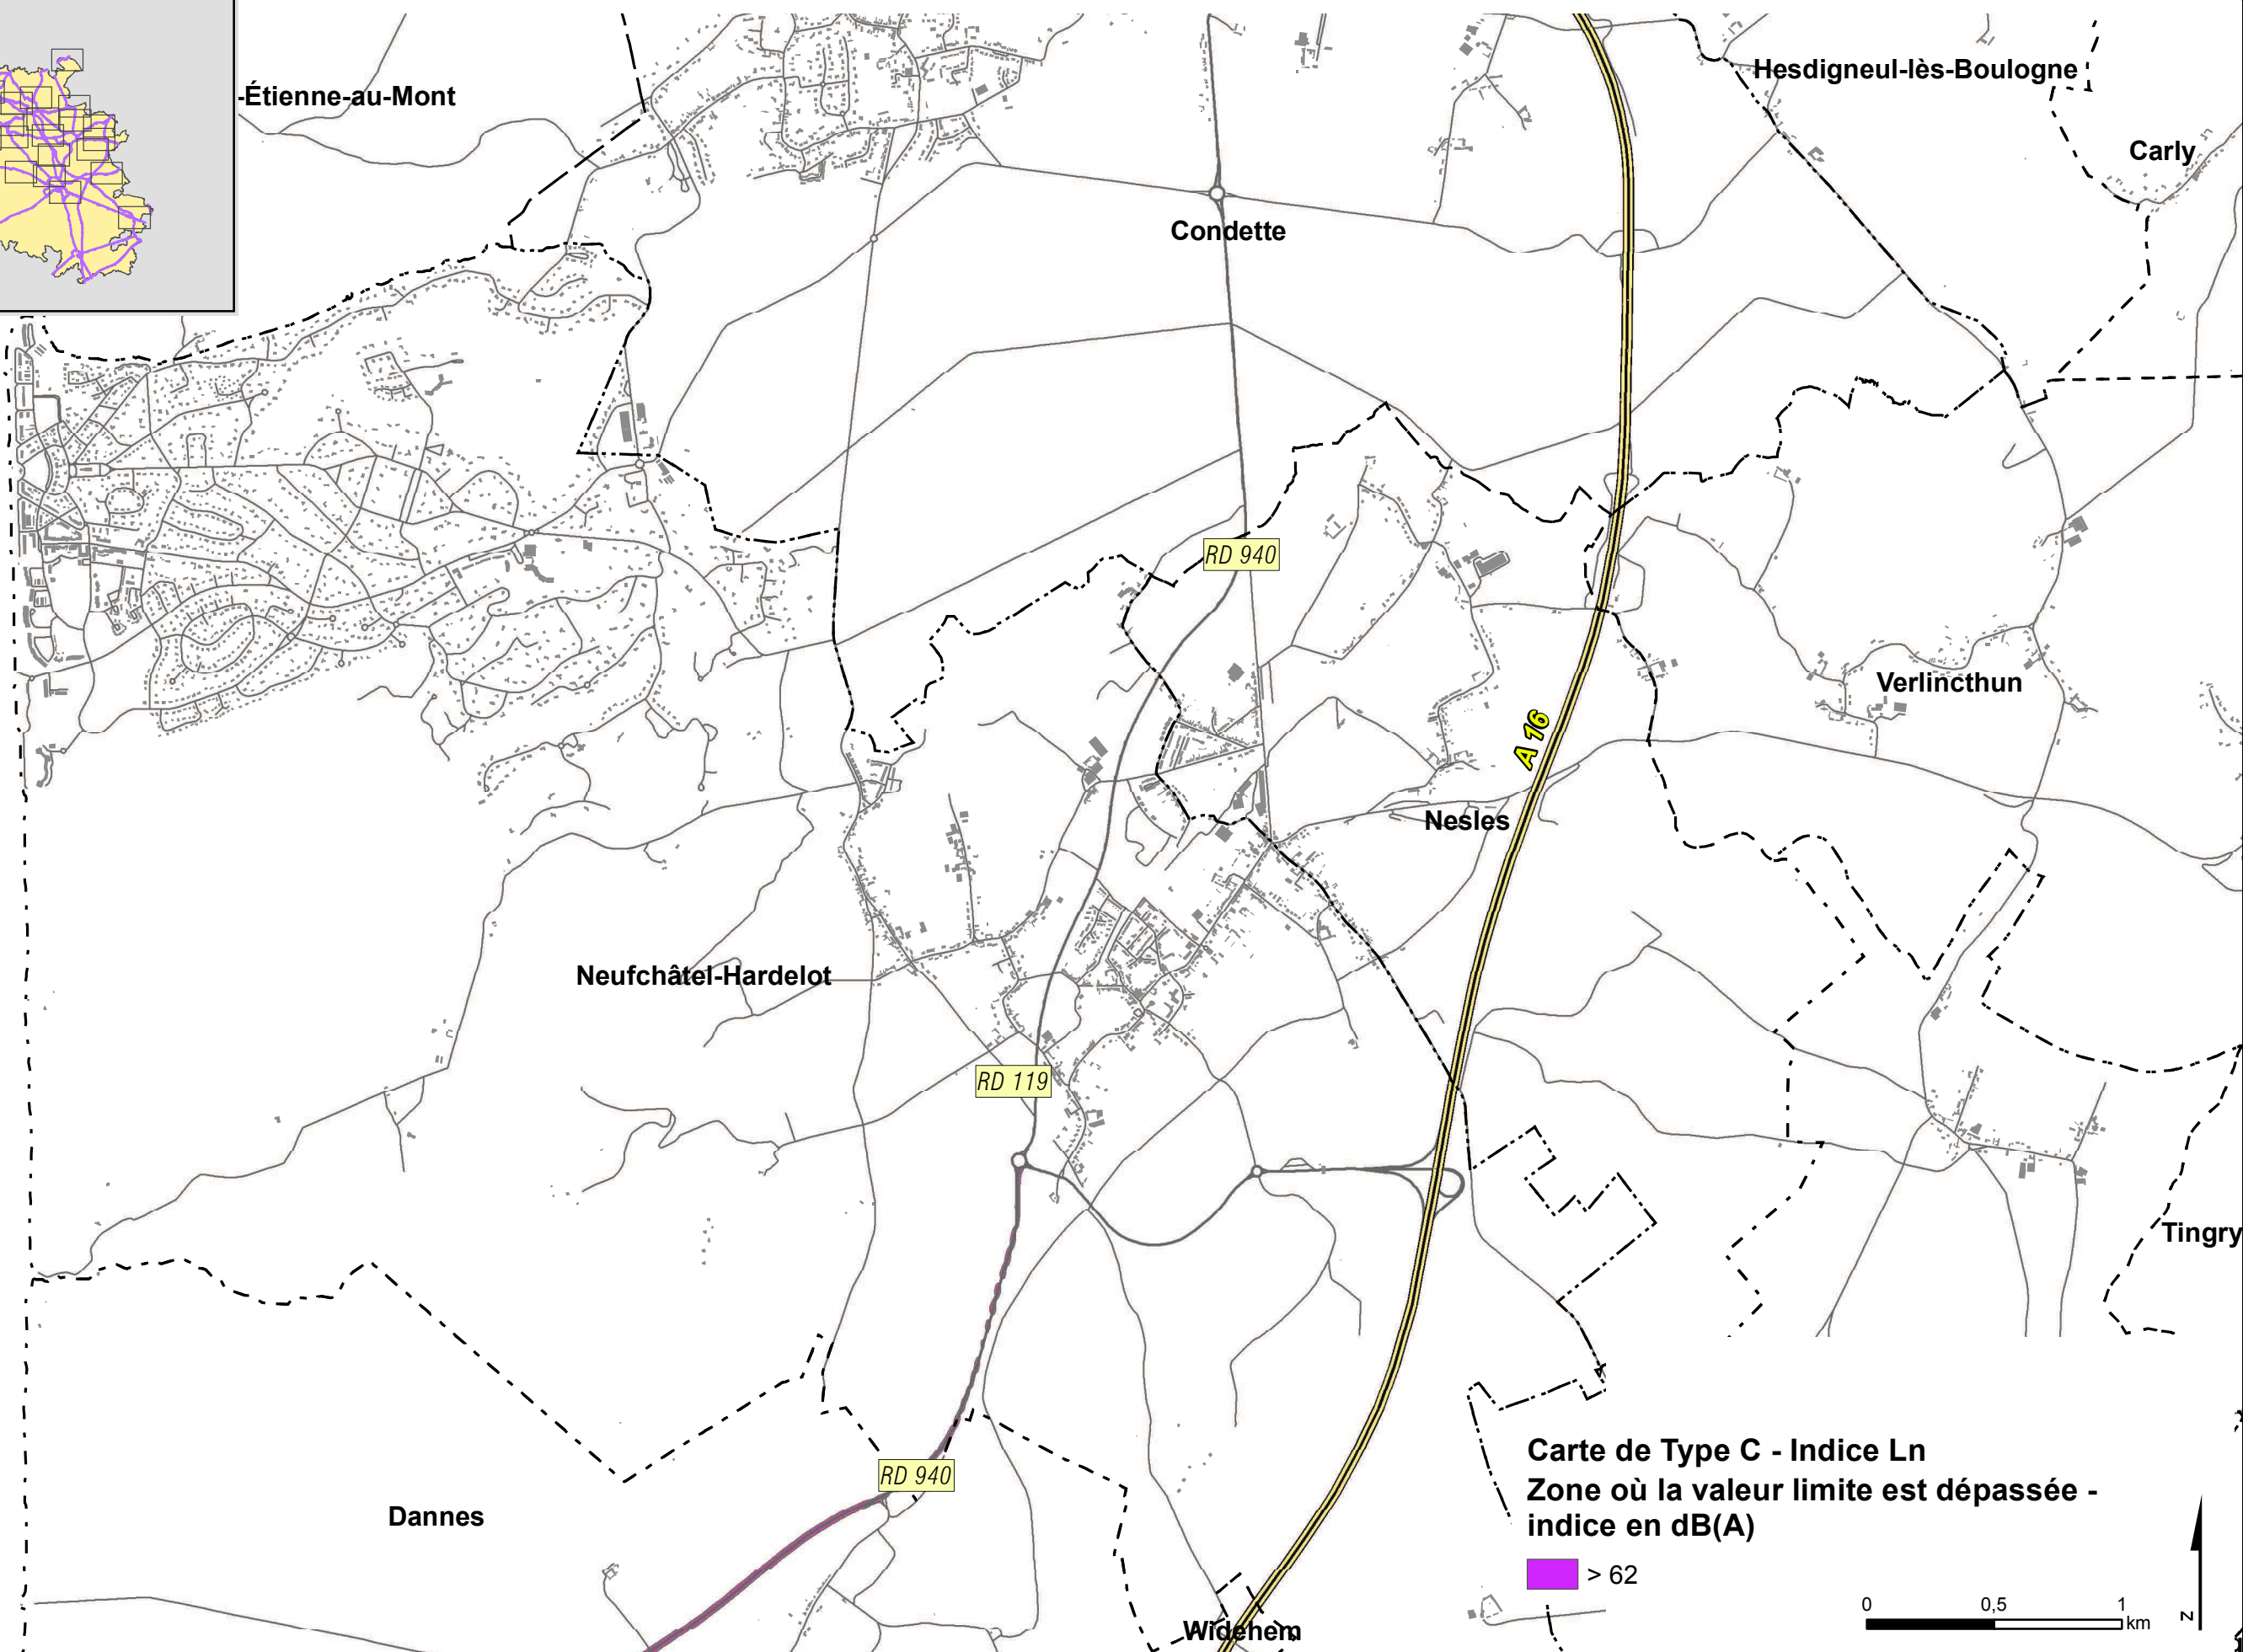 Hesdigneul-lès-Boulogne
-Étienne-au-Mont
Carly
Condette
RD 940
Verlincthun
A 16
Nesles
Neufchâtel-Hardelot
RD 119
Tingry
RD 940
Dannes
Carte de Type C - Indice Ln
Zone où la valeur limite est dépassée -
indice en dB(A)
> 62
0 0,5 1
km
N
Widehem